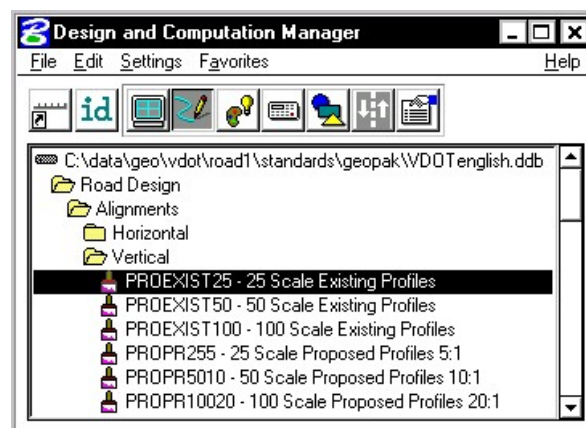 Design and Computation Manager
File Edit Settings Favorites Help
id
C:\data\geo\vdot\road1\standards\geopak\VDOTenglish.ddb
Road Design
Alignments
Horizontal
Vertical
PROEXIST25 - 25 Scale Existing Profiles
PROEXIST50 - 50 Scale Existing Profiles
PROEXIST100 - 100 Scale Existing Profiles
PROPR255 - 25 Scale Proposed Profiles 5:1
PROPR5010 - 50 Scale Proposed Profiles 10:1
PROPR10020 - 100 Scale Proposed Profiles 20:1